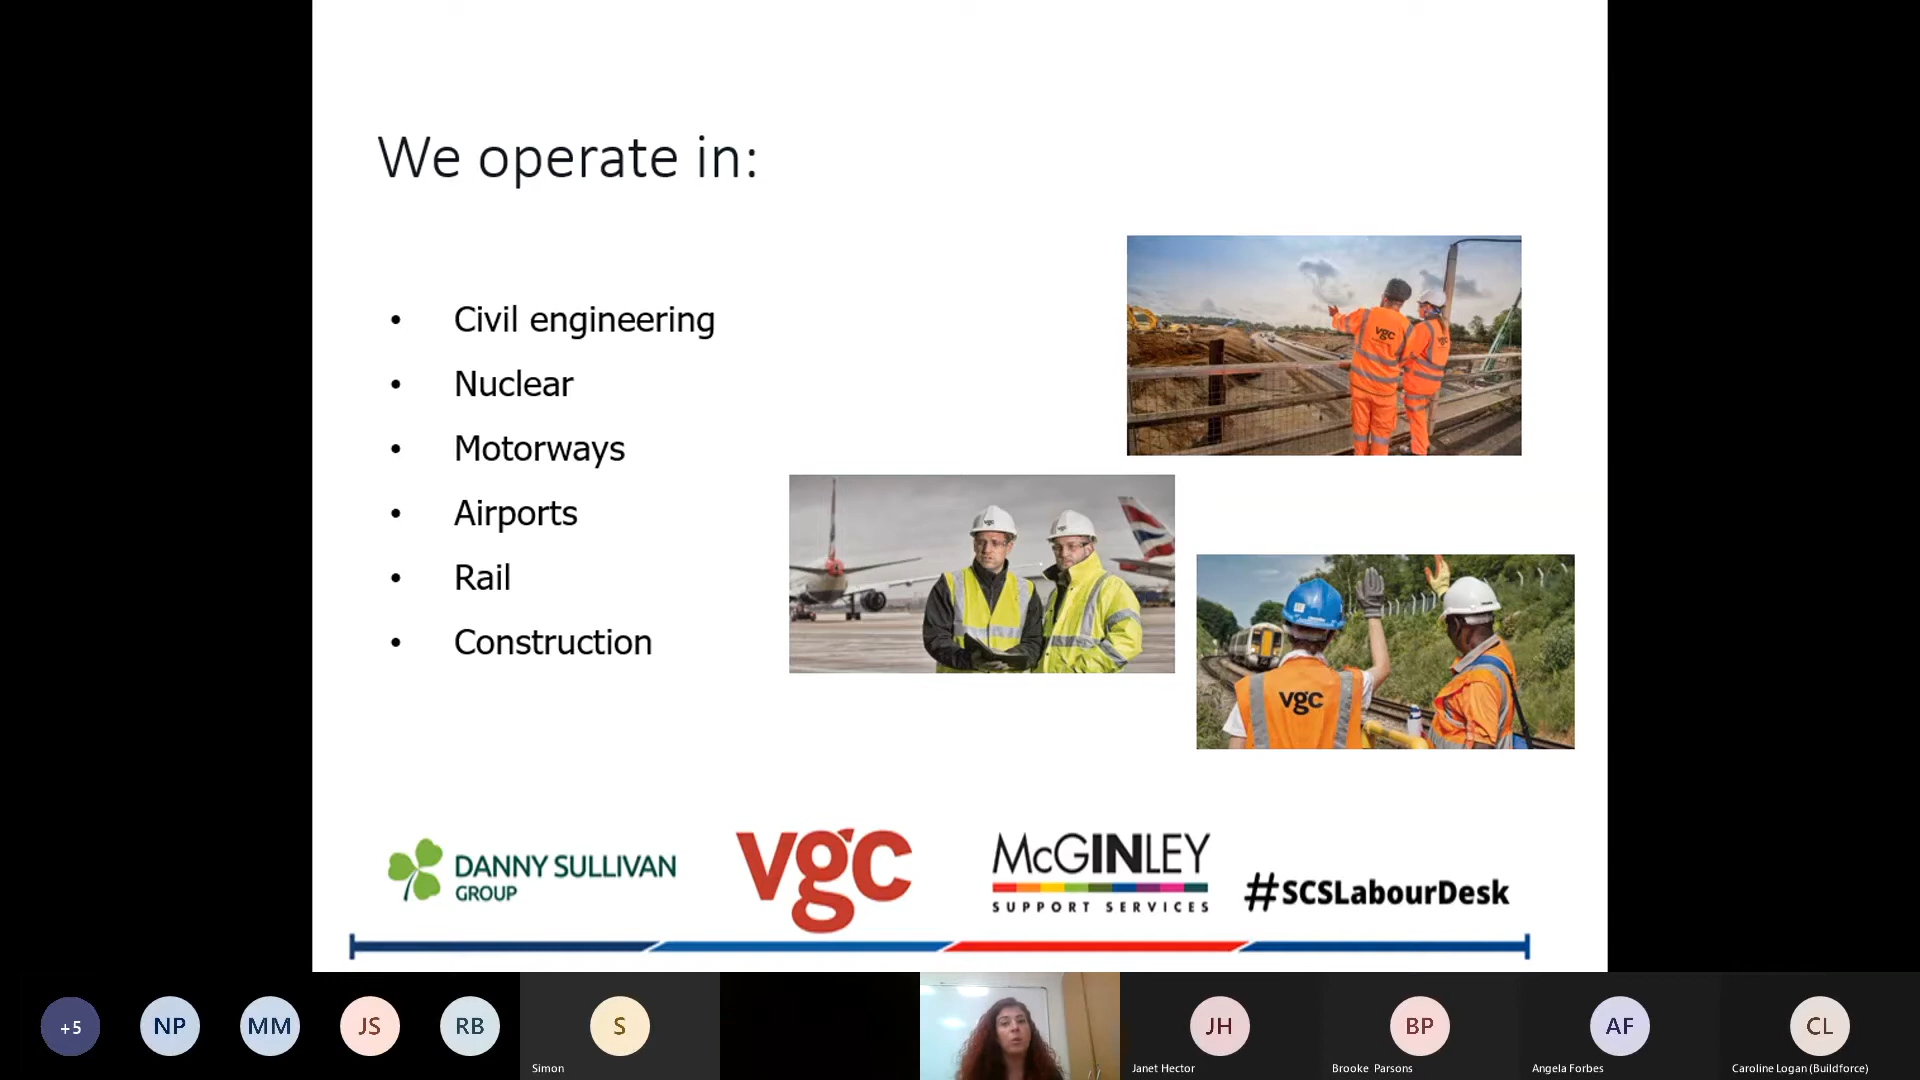 We operate in:
• Civil engineering
• Nuclear
• Motorways
• Airports
• Rail
• Construction
vgc
vgc
vgc
DANNY SULLIVAN
GROUP
vgc
McGINLEY
SUPPORT SERVICES
#SCSLabourDesk
+5
NP
MM
JS
RB
S
Simon
JH
Janet Hector
BP
Brooke Parsons
AF
Angela Forbes
CL
Caroline Logan (Buildforce)